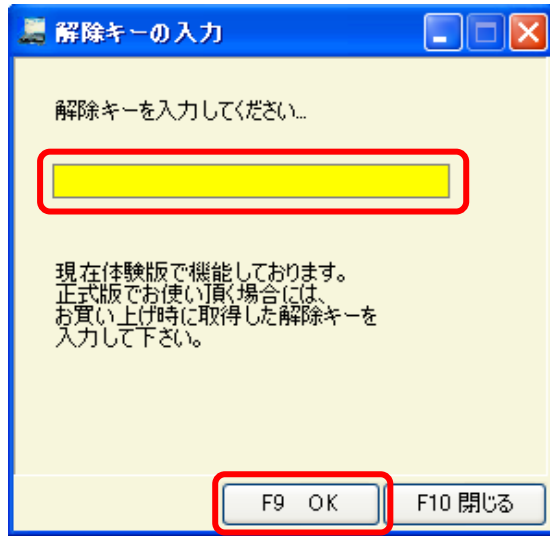 解除キーの入力
解除キーを入力してください...
現在体験版で機能しております。
正式版でお使い頂く場合には、
お買い上げ時に取得した解除キーを
入力して下さい。
F9 OK
F10 閉じる